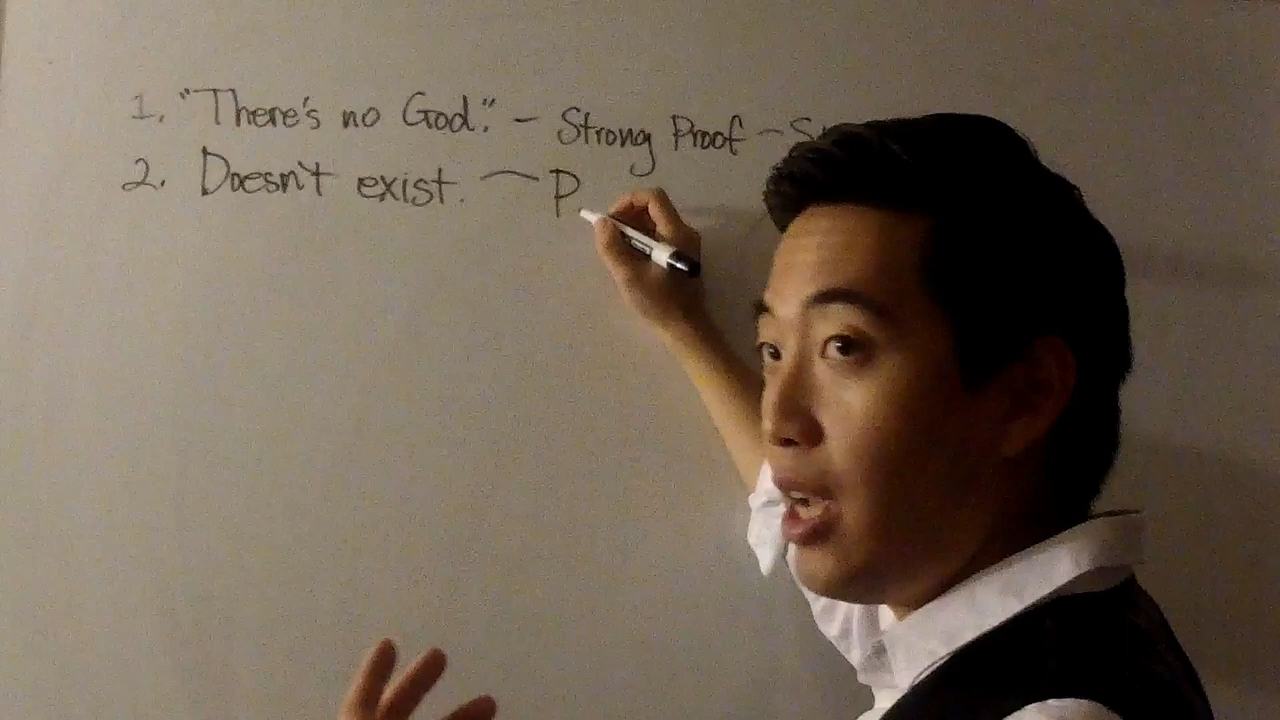 1. "There's no God." - Strong Proof -
2. Doesn't exist. - P